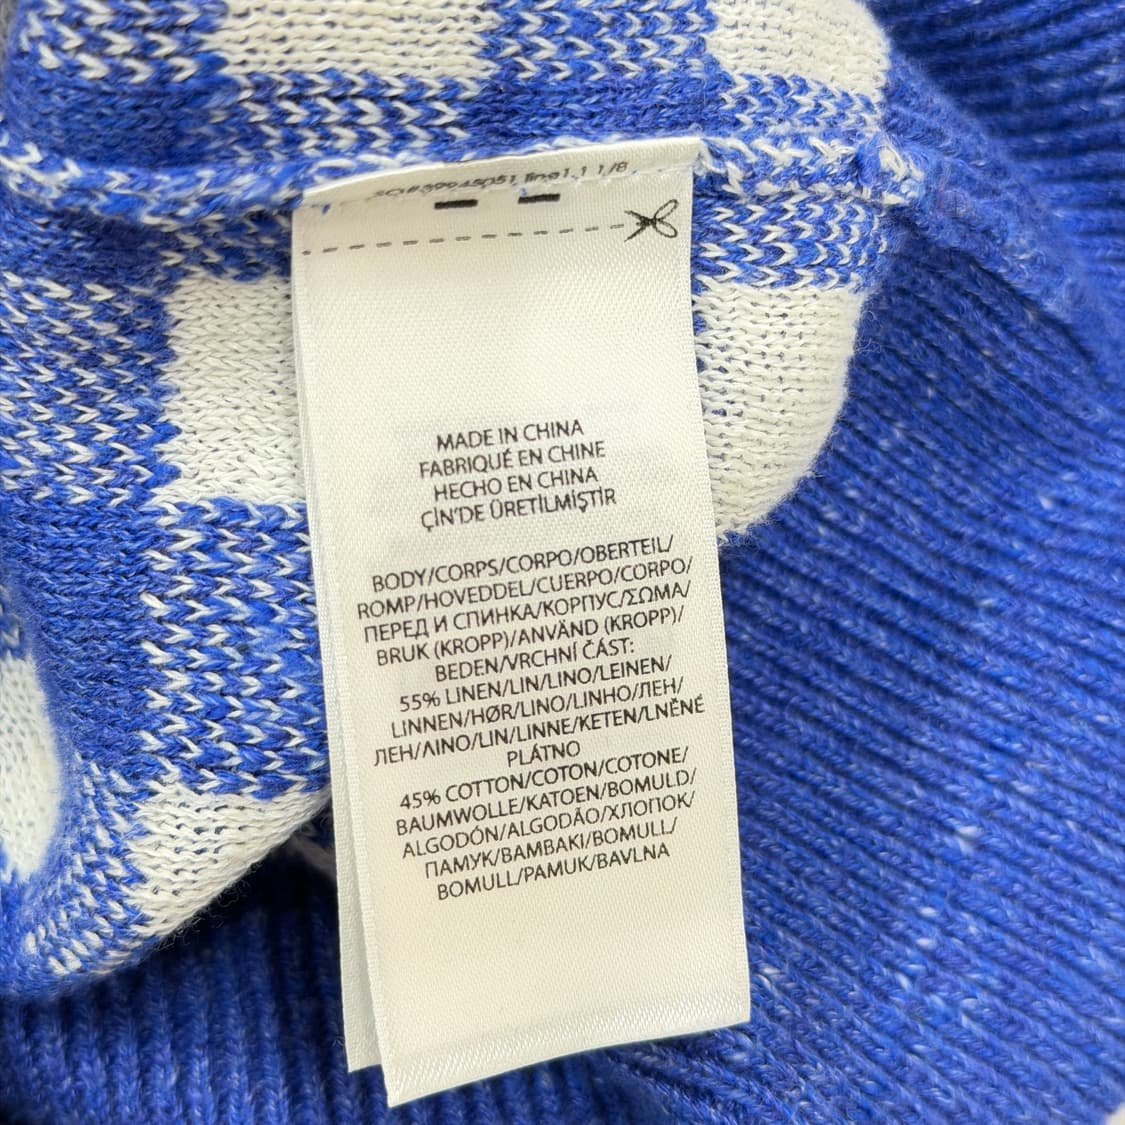 MADE IN CHINA
FABRIQUÉ EN CHINE
HECHO EN CHINA
ÇİN'DE ÜRETİLMİŞTİR
BODY/CORPS/CORPO/OBERTEIL/
ROMP/HOVEDDEL/CUERPO/CORPO/
ПЕРЕД И СПИНКА/КОРПУС/ΣΩΜΑ/
BRUK (KROPP)/ANVÄND (KROPP)/
BEDEN/VRCHNÍ ČÁST:
55% LINEN/LIN/LINO/LEINEN/
LINNEN/HØR/LINO/LINHO/ЛЕН/
ЛЕН/ΛΙΝΟ/LIN/LINNE/KETEN/LNĚNÉ
PLÁTNO
45% COTTON/COTON/COTONE/
BAUMWOLLE/KATOEN/BOMULD/
ALGODÓN/ALGODÃO/ХЛОПОК/
ПАМУК/ΒΑΜΒΑΚΙ/BOMULL/
BOMULL/PAMUK/BAVLNA